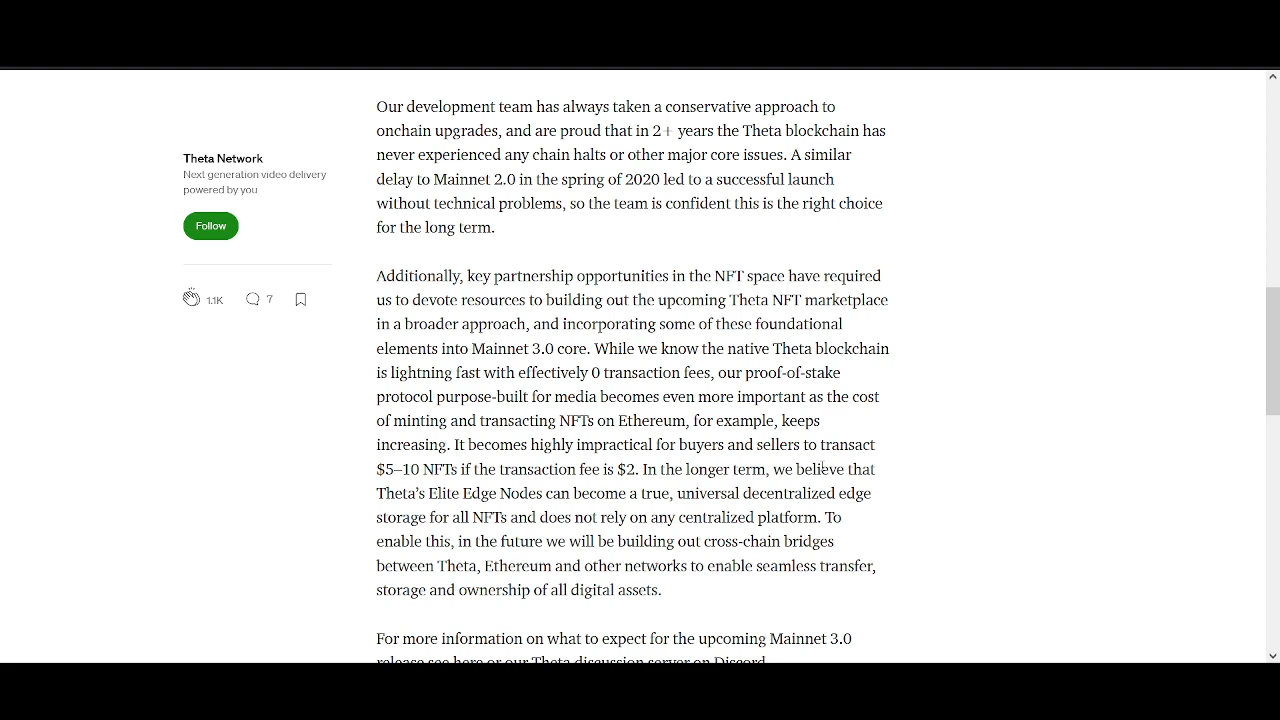 Our development team has always taken a conservative approach to
onchain upgrades, and are proud that in 2+ years the Theta blockchain has
never experienced any chain halts or other major core issues. A similar
delay to Mainnet 2.0 in the spring of 2020 led to a successful launch
without technical problems, so the team is confident this is the right choice
for the long term.
Theta Network
Next generation video delivery
powered by you
Follow
1.1K 7
Additionally, key partnership opportunities in the NFT space have required
us to devote resources to building out the upcoming Theta NFT marketplace
in a broader approach, and incorporating some of these foundational
elements into Mainnet 3.0 core. While we know the native Theta blockchain
is lightning fast with effectively 0 transaction fees, our proof-of-stake
protocol purpose-built for media becomes even more important as the cost
of minting and transacting NFTs on Ethereum, for example, keeps
increasing. It becomes highly impractical for buyers and sellers to transact
$5–10 NFTs if the transaction fee is $2. In the longer term, we believe that
Theta's Elite Edge Nodes can become a true, universal decentralized edge
storage for all NFTs and does not rely on any centralized platform. To
enable this, in the future we will be building out cross-chain bridges
between Theta, Ethereum and other networks to enable seamless transfer,
storage and ownership of all digital assets.
For more information on what to expect for the upcoming Mainnet 3.0
release see here or our Theta discussion server on Discord